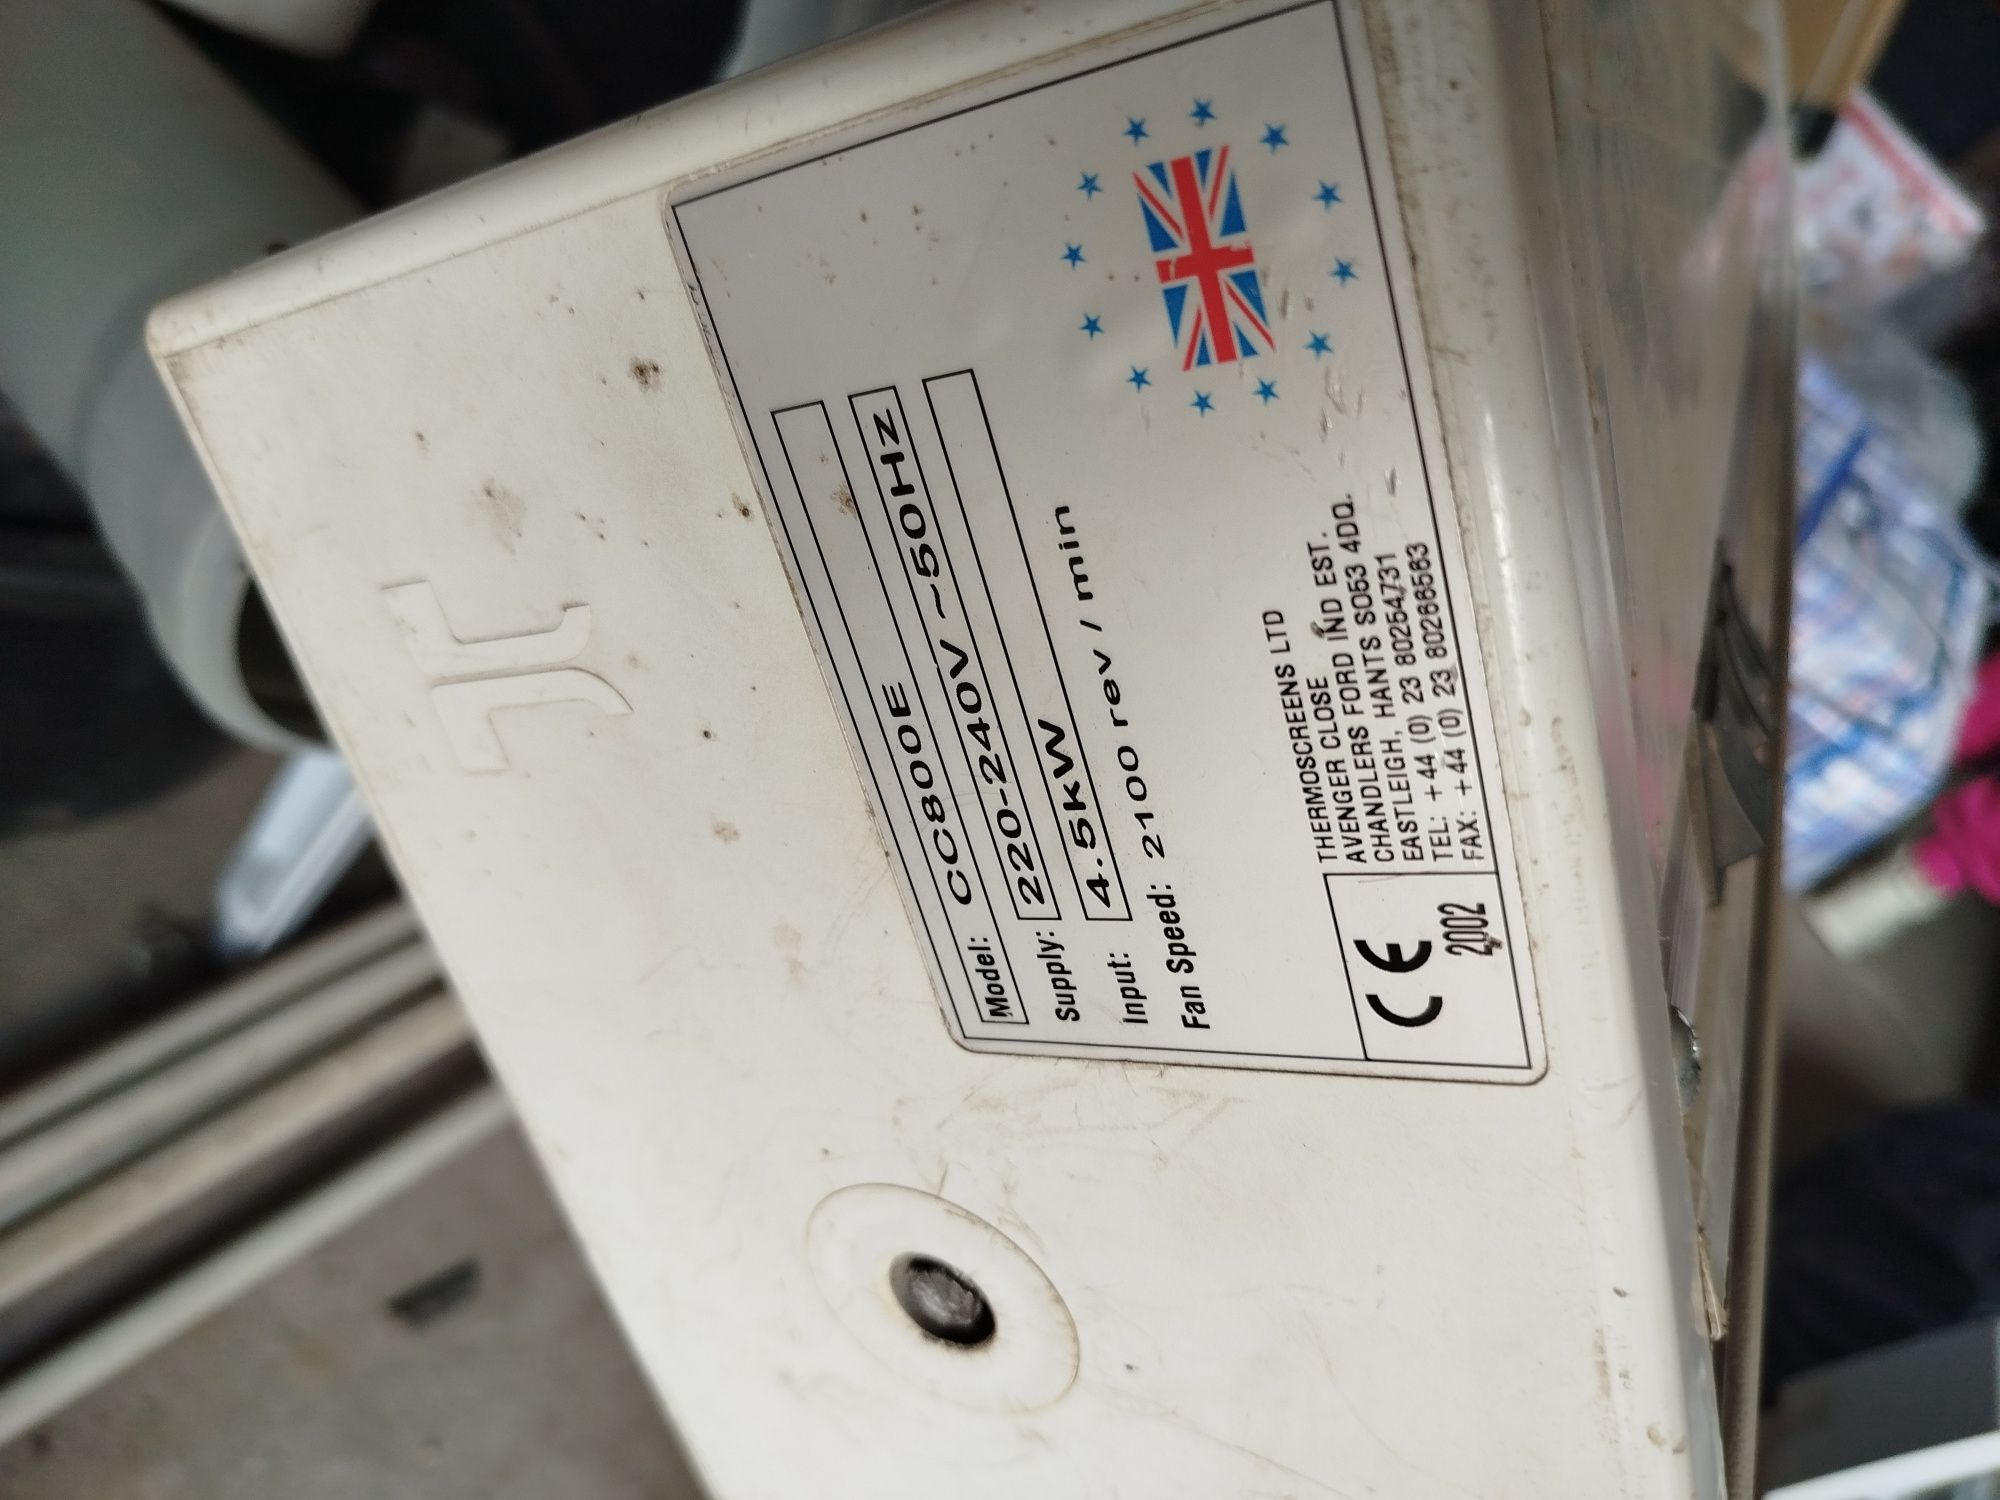 Model: CC800E
Supply: 220-240V ~50HZ
Input: 4.5kW
Fan Speed: 2100 rev / min
CE
2002
THERMOSCREENS LTD
AVENGER CLOSE
CHANDLERS FORD IND EST.
EASTLEIGH, HANTS SO53 4DQ.
TEL: +44 (0) 23 80254731
FAX: +44 (0) 23 80266563